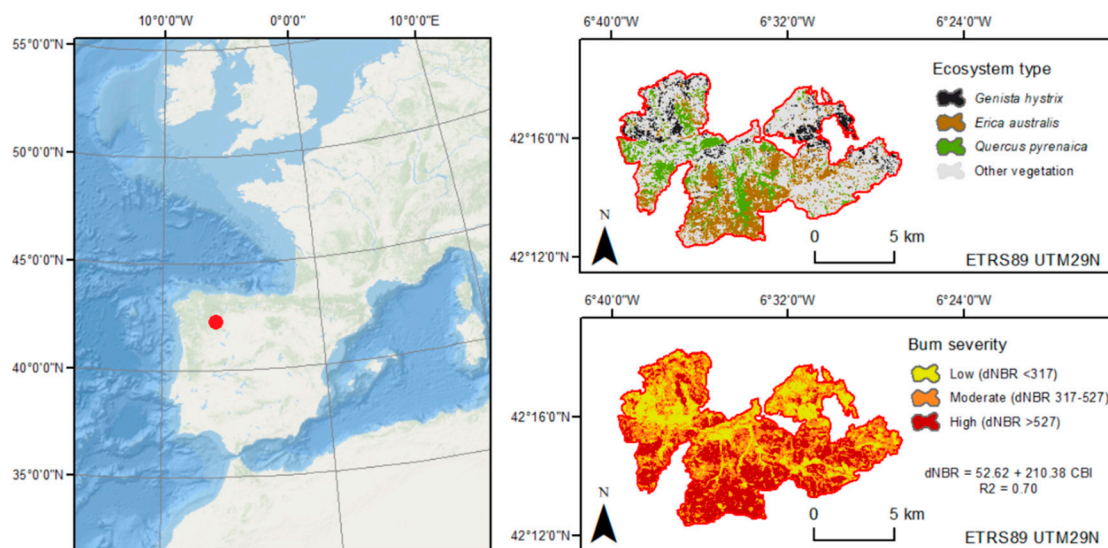 10°0'0"W 0°0'0" 10°0'0"E
55°0'0"N
50°0'0"N
45°0'0"N
40°0'0"N
35°0'0"N
6°40'0"W 6°32'0"W 6°24'0"W
Ecosystem type
Genista hystrix
Erica australis
Quercus pyrenaica
Other vegetation
42°16'0"N
42°12'0"N
N
0 5 km
ETRS89 UTM29N
6°40'0"W 6°32'0"W 6°24'0"W
Burn severity
Low (dNBR <317)
Moderate (dNBR 317-527)
High (dNBR >527)
42°16'0"N
42°12'0"N
dNBR = 52.62 + 210.38 CBI
R2 = 0.70
N
0 5 km
ETRS89 UTM29N